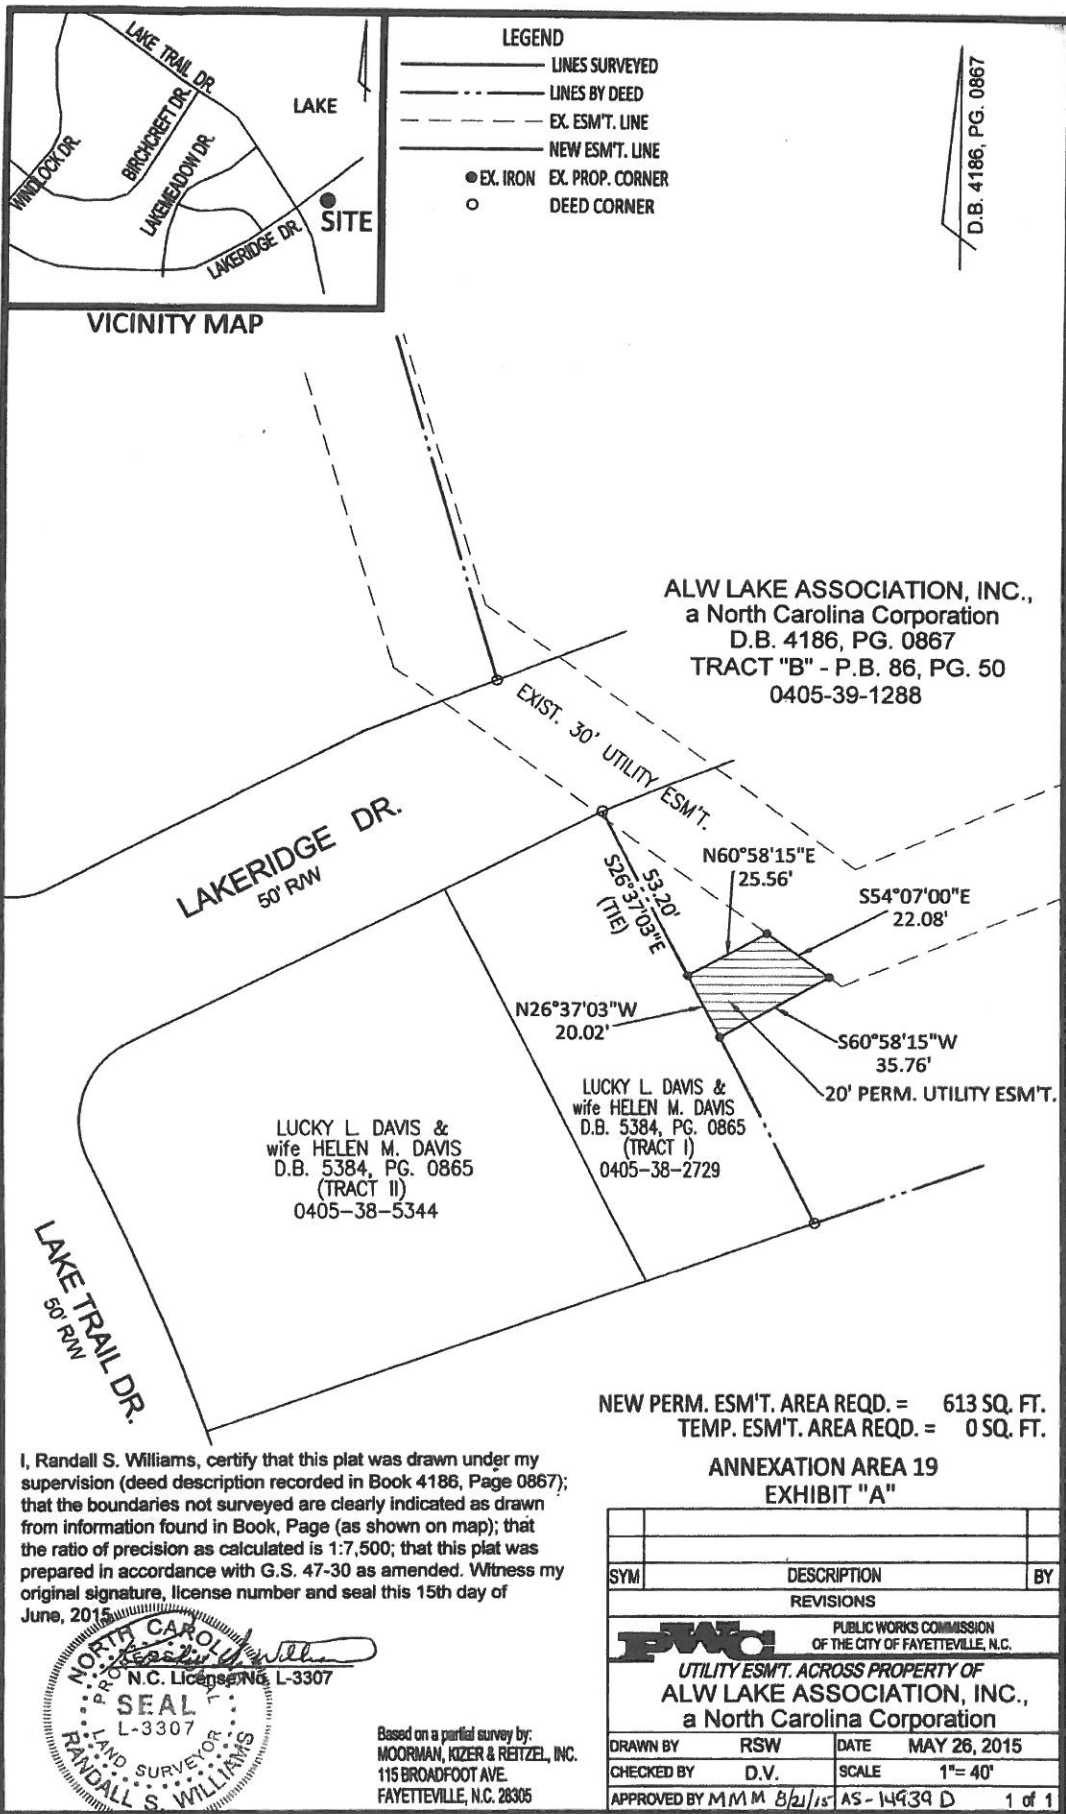 LAKE TRAIL DR.
BIRCHCREFT DR.
WINDLOCK DR.
LAKEMEADOW DR.
LAKERIDGE DR.
LAKE
SITE
VICINITY MAP
LEGEND
LINES SURVEYED
LINES BY DEED
EX. ESM'T. LINE
NEW ESM'T. LINE
EX. IRON EX. PROP. CORNER
DEED CORNER
D.B. 4186, PG. 0867
ALW LAKE ASSOCIATION, INC.,
a North Carolina Corporation
D.B. 4186, PG. 0867
TRACT "B" - P.B. 86, PG. 50
0405-39-1288
EXIST. 30' UTILITY ESM'T.
LAKERIDGE DR.
50' R/W
53.20'
S26°37'03"E
(TIE)
N60°58'15"E
25.56'
S54°07'00"E
22.08'
N26°37'03"W
20.02'
S60°58'15"W
35.76'
20' PERM. UTILITY ESM'T.
LUCKY L. DAVIS &
wife HELEN M. DAVIS
D.B. 5384, PG. 0865
(TRACT I)
0405-38-2729
LUCKY L. DAVIS &
wife HELEN M. DAVIS
D.B. 5384, PG. 0865
(TRACT II)
0405-38-5344
LAKE TRAIL DR.
50' R/W
NEW PERM. ESM'T. AREA REQD. = 613 SQ. FT.
TEMP. ESM'T. AREA REQD. = 0 SQ. FT.
ANNEXATION AREA 19
EXHIBIT "A"
I, Randall S. Williams, certify that this plat was drawn under my
supervision (deed description recorded in Book 4186, Page 0867);
that the boundaries not surveyed are clearly indicated as drawn
from information found in Book, Page (as shown on map); that
the ratio of precision as calculated is 1:7,500; that this plat was
prepared in accordance with G.S. 47-30 as amended. Witness my
original signature, license number and seal this 15th day of
June, 2015.
N.C. License No. L-3307
NORTH CAROLINA
PROFESSIONAL
SEAL
L-3307
LAND SURVEYOR
RANDALL S. WILLIAMS
Based on a partial survey by:
MOORMAN, KIZER & REITZEL, INC.
115 BROADFOOT AVE.
FAYETTEVILLE, N.C. 28305
SYM DESCRIPTION BY
REVISIONS
PWC
PUBLIC WORKS COMMISSION
OF THE CITY OF FAYETTEVILLE, N.C.
UTILITY ESM'T. ACROSS PROPERTY OF
ALW LAKE ASSOCIATION, INC.,
a North Carolina Corporation
DRAWN BY RSW DATE MAY 26, 2015
CHECKED BY D.V. SCALE 1"= 40'
APPROVED BY MMM 8/21/15 AS-14939 D 1 of 1